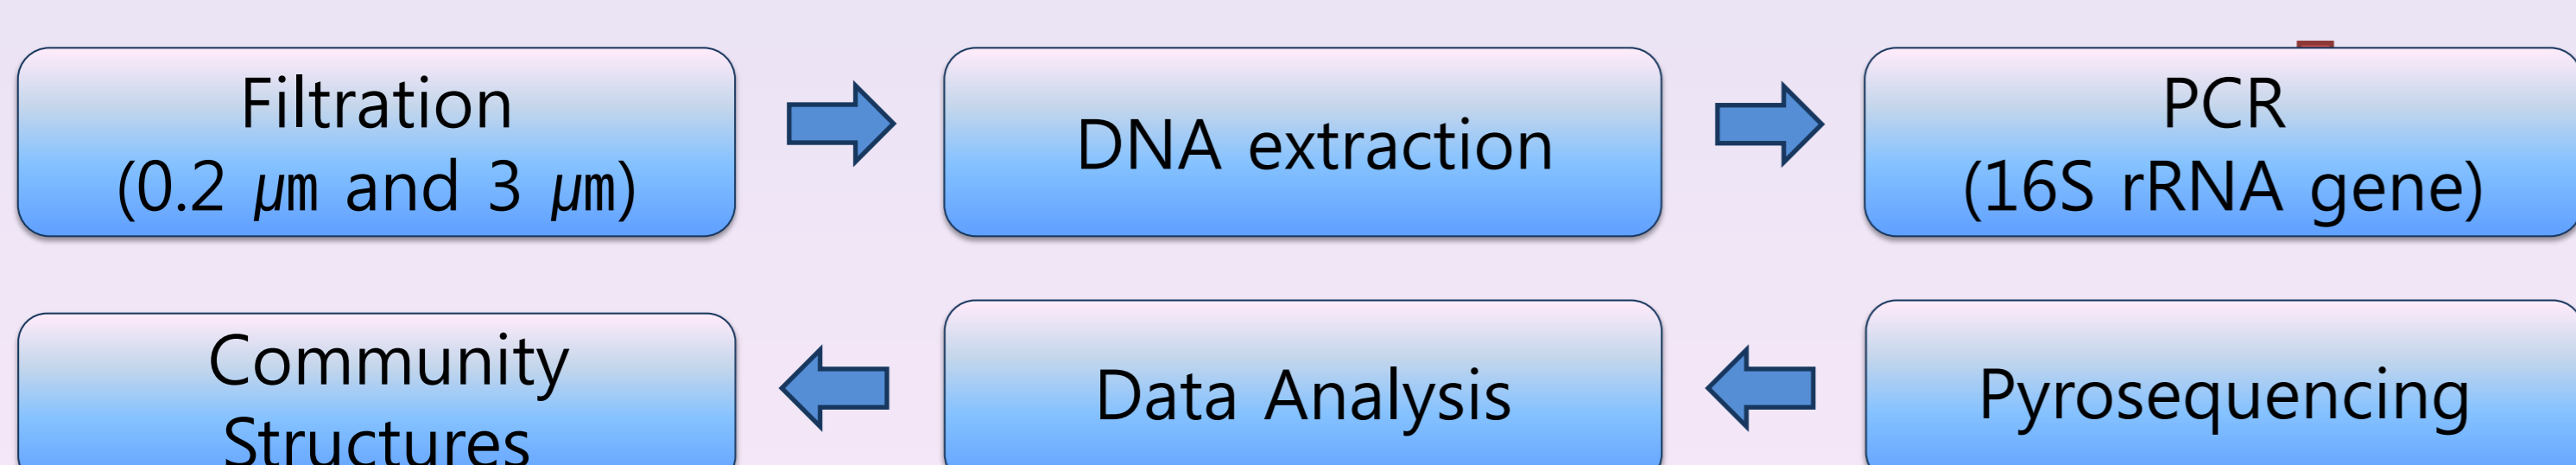 Filtration
(0.2 μm and 3 μm)
DNA extraction
PCR
(16S rRNA gene)
Community
Structures
Data Analysis
Pyrosequencing